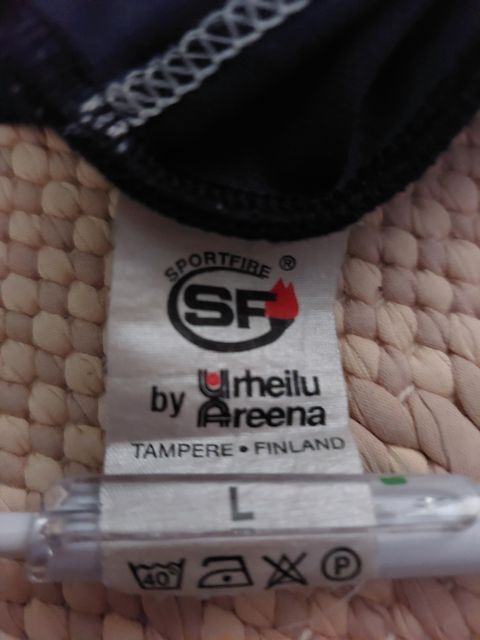 SPORTFIRE ®
SF
by Urheilu
Areena
TAMPERE • FINLAND
L
40° P